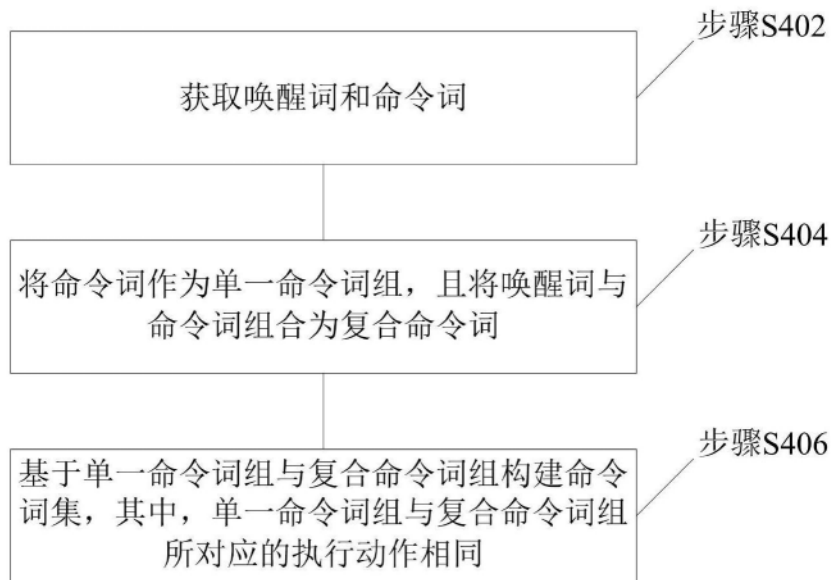 步骤S402
获取唤醒词和命令词
步骤S404
将命令词作为单一命令词组，且将唤醒词与
命令词组合为复合命令词
步骤S406
基于单一命令词组与复合命令词组构建命令
词集，其中，单一命令词组与复合命令词组
所对应的执行动作相同